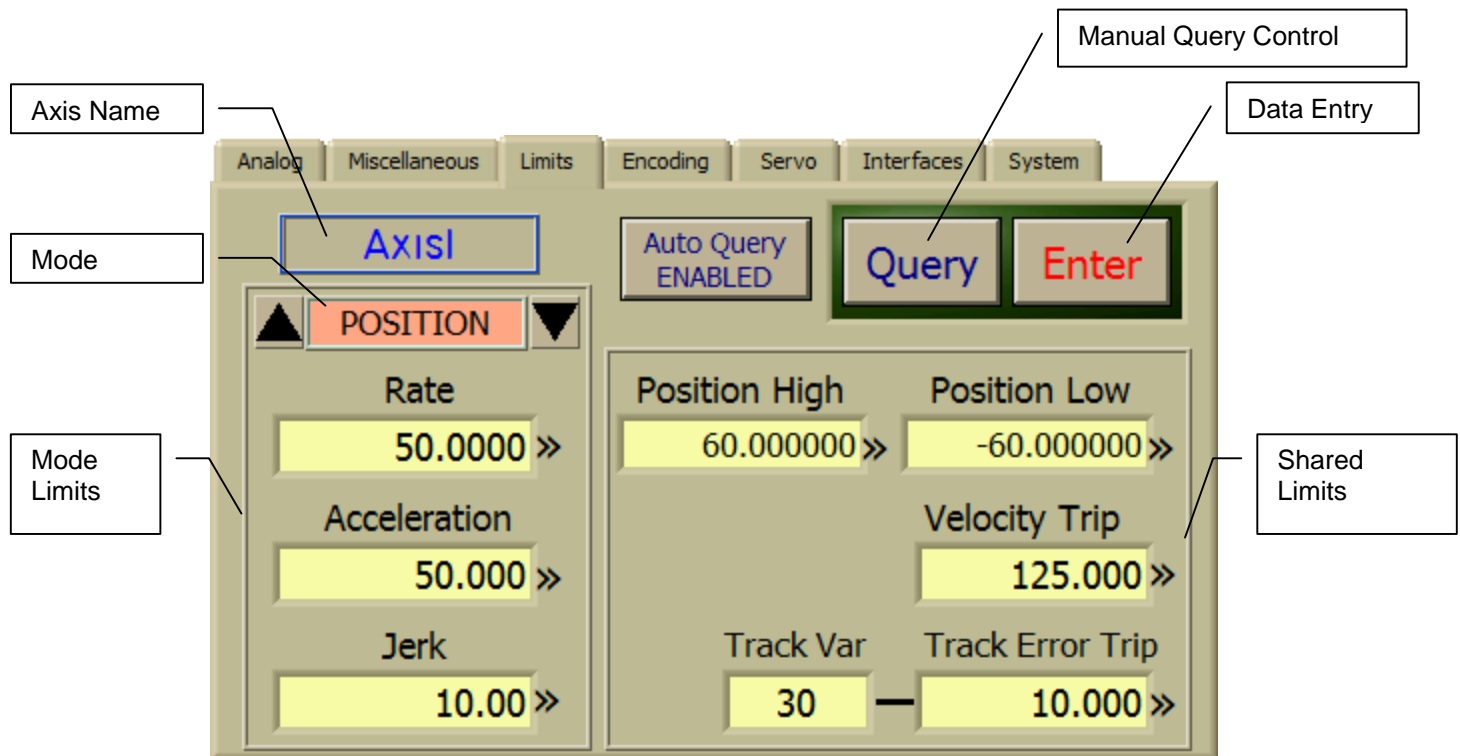 Manual Query Control
Axis Name
Data Entry
Analog Miscellaneous Limits Encoding Servo Interfaces System
AxisI
Auto Query
ENABLED
Query
Enter
Mode
POSITION
Rate
50.0000 »
Position High
60.000000 »
Position Low
-60.000000 »
Mode
Limits
Shared
Limits
Acceleration
50.000 »
Velocity Trip
125.000 »
Jerk
10.00 »
Track Var
30
Track Error Trip
10.000 »